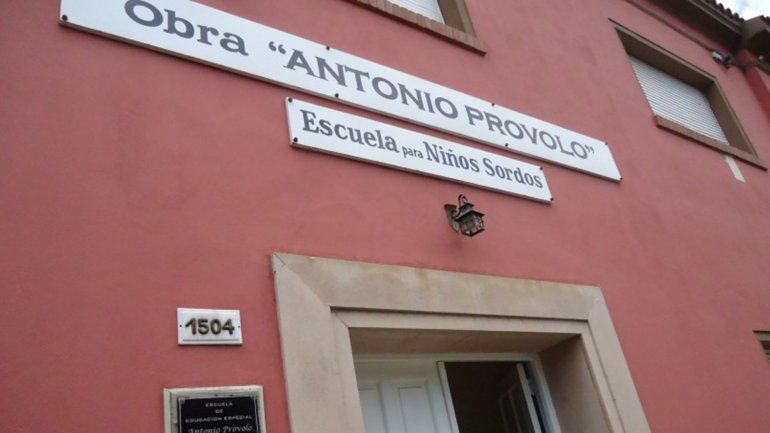 Obra "ANTONIO PROVOLO"
Escuela para Niños Sordos
1504
ESCUELA
DE
EDUCACION ESPECIAL
Antonio Provolo